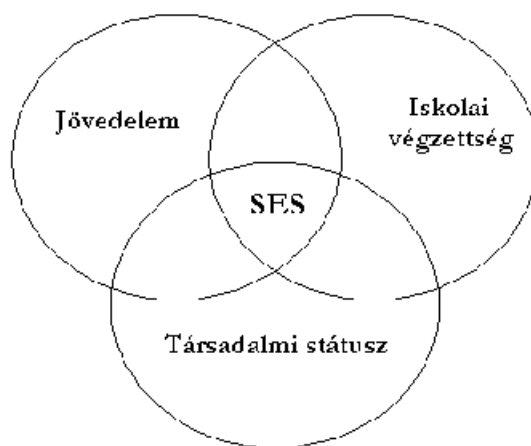 Jövedelem
Iskolai
végzettség
SES
Társadalmi státusz